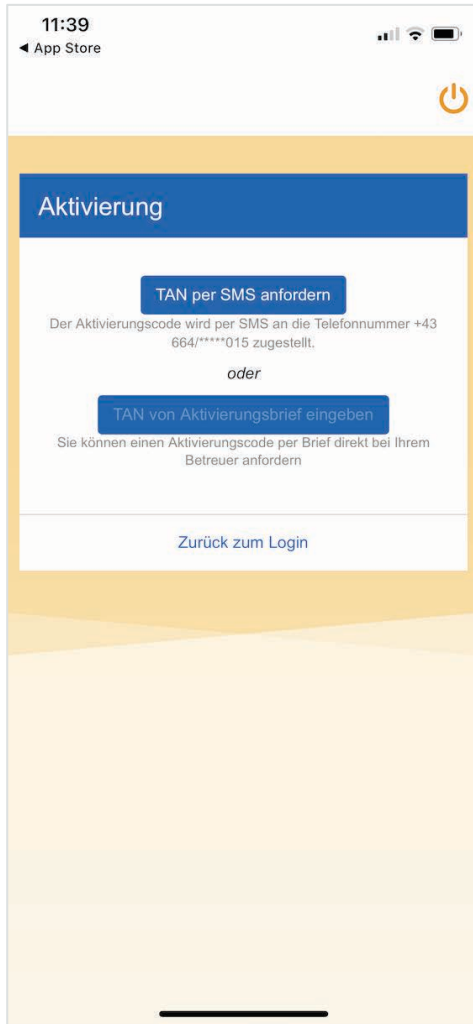 11:39
◀ App Store
Aktivierung
TAN per SMS anfordern
Der Aktivierungscode wird per SMS an die Telefonnummer +43
664/*****015 zugestellt.
oder
TAN von Aktivierungsbrief eingeben
Sie können einen Aktivierungscode per Brief direkt bei Ihrem
Betreuer anfordern
Zurück zum Login